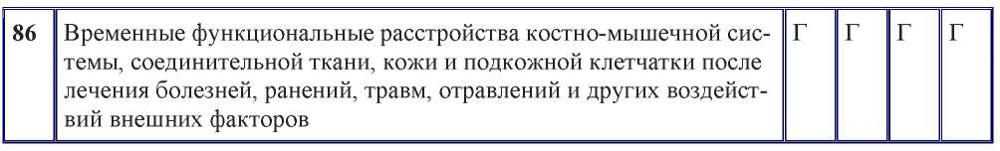 86 Временные функциональные расстройства костно-мышечной сис- Г Г Г Г
темы, соединительной ткани, кожи и подкожной клетчатки после
лечения болезней, ранений, травм, отравлений и других воздейст-
вий внешних факторов